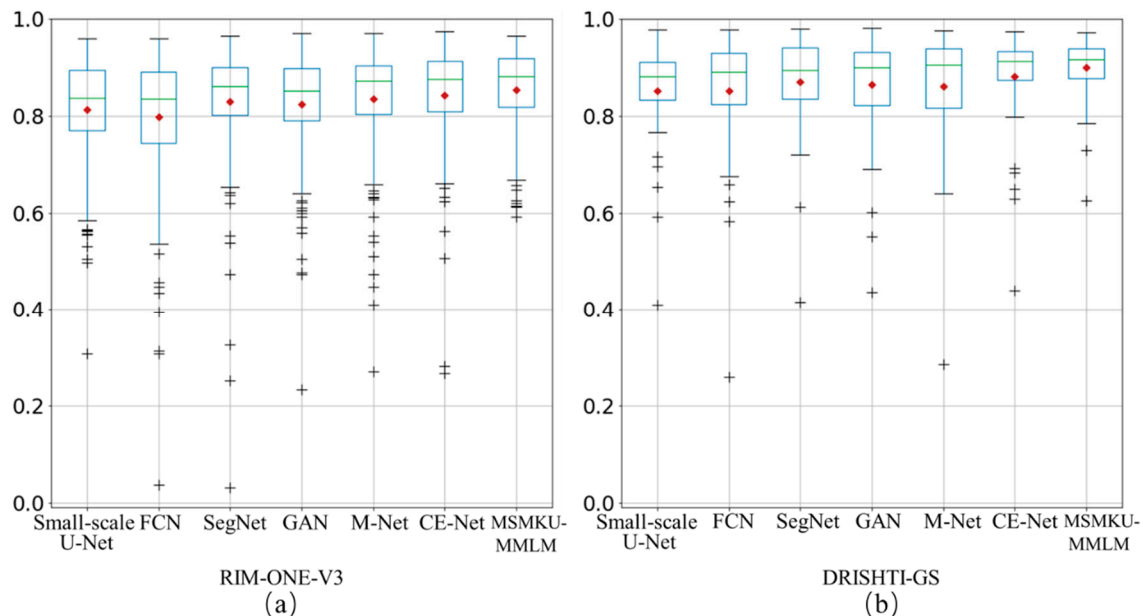 1.0
0.8
0.6
0.4
0.2
0.0
Small-scale U-Net FCN SegNet GAN M-Net CE-Net MSMKU-MMLM
RIM-ONE-V3
(a)
1.0
0.8
0.6
0.4
0.2
0.0
Small-scale U-Net FCN SegNet GAN M-Net CE-Net MSMKU-MMLM
DRISHTI-GS
(b)